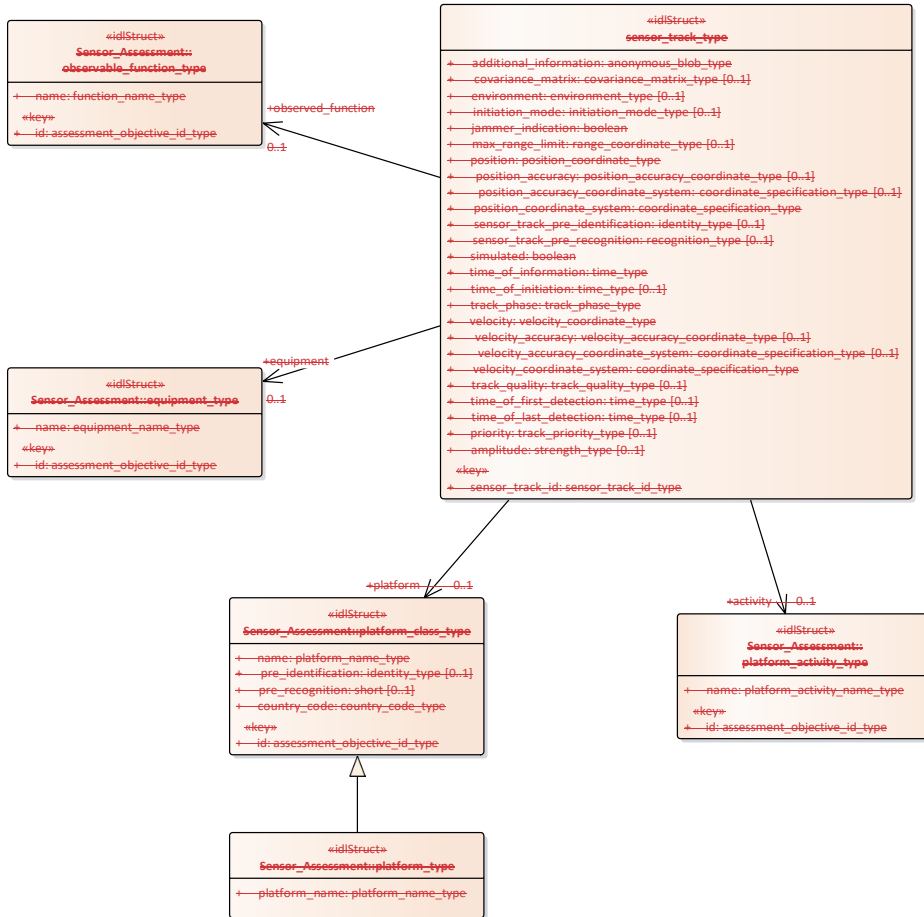 «idlStruct»
Sensor_Assessment::
observable_function_type
+ name: function_name_type
«key»
+ id: assessment_objective_id_type
+observed_function
0..1
«idlStruct»
sensor_track_type
+ additional_information: anonymous_blob_type
+ covariance_matrix: covariance_matrix_type [0..1]
+ environment: environment_type [0..1]
+ initiation_mode: initiation_mode_type [0..1]
+ jammer_indication: boolean
+ max_range_limit: range_coordinate_type [0..1]
+ position: position_coordinate_type
+ position_accuracy: position_accuracy_coordinate_type [0..1]
+ position_accuracy_coordinate_system: coordinate_specification_type [0..1]
+ position_coordinate_system: coordinate_specification_type
+ sensor_track_pre_identification: identity_type [0..1]
+ sensor_track_pre_recognition: recognition_type [0..1]
+ simulated: boolean
+ time_of_information: time_type
+ time_of_initiation: time_type [0..1]
+ track_phase: track_phase_type
+ velocity: velocity_coordinate_type
+ velocity_accuracy: velocity_accuracy_coordinate_type [0..1]
+ velocity_accuracy_coordinate_system: coordinate_specification_type [0..1]
+ velocity_coordinate_system: coordinate_specification_type
+ track_quality: track_quality_type [0..1]
+ time_of_first_detection: time_type [0..1]
+ time_of_last_detection: time_type [0..1]
+ priority: track_priority_type [0..1]
+ amplitude: strength_type [0..1]
«key»
+ sensor_track_id: sensor_track_id_type
+equipment
0..1
«idlStruct»
Sensor_Assessment::equipment_type
+ name: equipment_name_type
«key»
+ id: assessment_objective_id_type
+platform 0..1
«idlStruct»
Sensor_Assessment::platform_class_type
+ name: platform_name_type
+ pre_identification: identity_type [0..1]
+ pre_recognition: short [0..1]
+ country_code: country_code_type
«key»
+ id: assessment_objective_id_type
+activity 0..1
«idlStruct»
Sensor_Assessment::
platform_activity_type
+ name: platform_activity_name_type
«key»
+ id: assessment_objective_id_type
«idlStruct»
Sensor_Assessment::platform_type
+ platform_name: platform_name_type